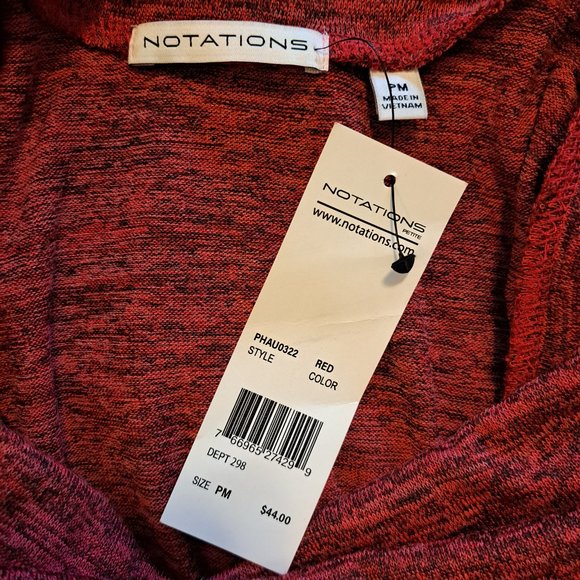 NOTATIONS
PM
MADE IN
VIETNAM
NOTATIONS
PETITE
www.notations.com
PHAU0322 RED
STYLE COLOR
7 66965 27429 9
DEPT 298
SIZE PM $44.00